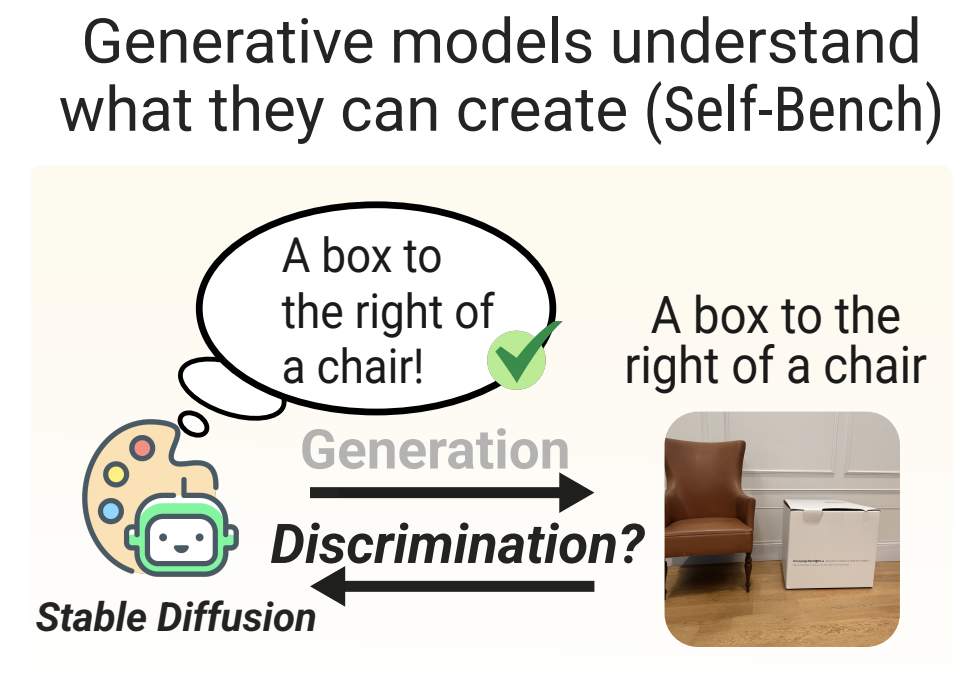 Generative models understand
what they can create (Self-Bench)
A box to
the right of
a chair!
A box to the
right of a chair
Generation
Discrimination?
Stable Diffusion